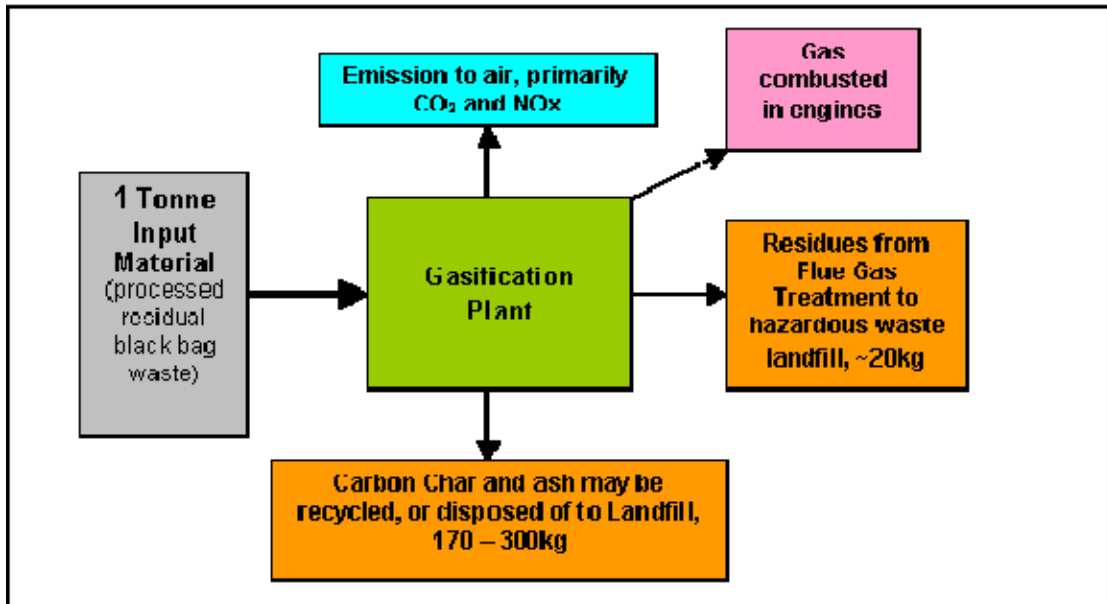 Emission to air, primarily
CO₂ and NOx
Gas
combusted
in engines
1 Tonne
Input
Material
(processed
residual
black bag
waste)
Gasification
Plant
Residues from
Flue Gas
Treatment to
hazardous waste
landfill, ~20kg
Carbon Char and ash may be
recycled, or disposed of to Landfill,
170 – 300kg